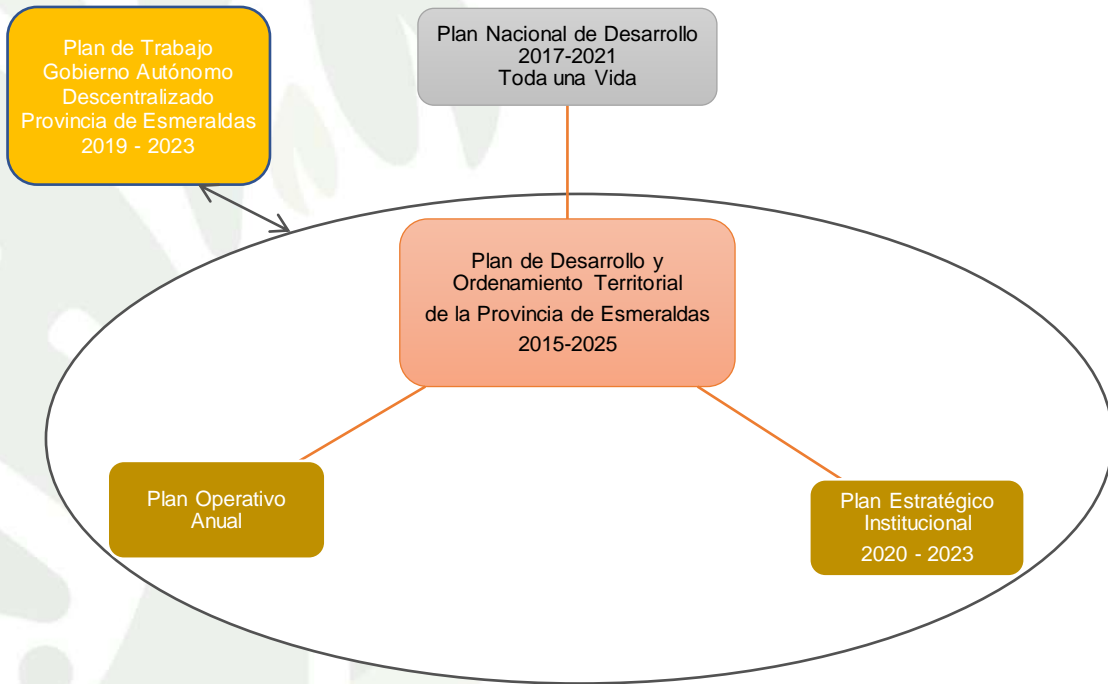 Plan de Trabajo
Gobierno Autónomo
Descentralizado
Provincia de Esmeraldas
2019 - 2023
Plan Nacional de Desarrollo
2017-2021
Toda una Vida
Plan de Desarrollo y
Ordenamiento Territorial
de la Provincia de Esmeraldas
2015-2025
Plan Operativo
Anual
Plan Estratégico
Institucional
2020 - 2023